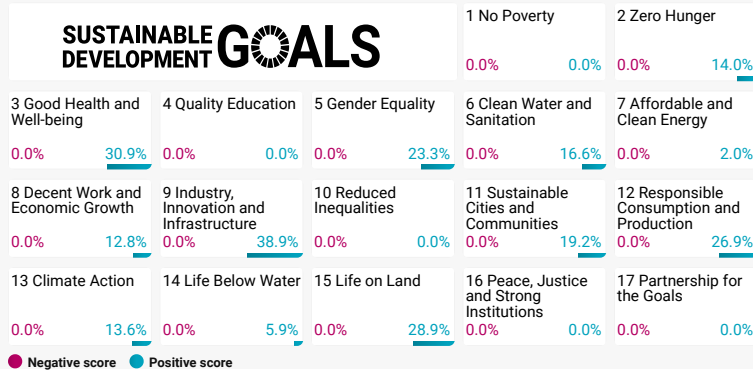 SUSTAINABLE
DEVELOPMENT
GOALS
1 No Poverty
0.0% 0.0%
2 Zero Hunger
0.0% 14.0%
3 Good Health and
Well-being
0.0% 30.9%
4 Quality Education
0.0% 0.0%
5 Gender Equality
0.0% 23.3%
6 Clean Water and
Sanitation
0.0% 16.6%
7 Affordable and
Clean Energy
0.0% 2.0%
8 Decent Work and
Economic Growth
0.0% 12.8%
9 Industry,
Innovation and
Infrastructure
0.0% 38.9%
10 Reduced
Inequalities
0.0% 0.0%
11 Sustainable
Cities and
Communities
0.0% 19.2%
12 Responsible
Consumption and
Production
0.0% 26.9%
13 Climate Action
0.0% 13.6%
14 Life Below Water
0.0% 5.9%
15 Life on Land
0.0% 28.9%
16 Peace, Justice
and Strong
Institutions
0.0% 0.0%
17 Partnership for
the Goals
0.0% 0.0%
Negative score Positive score